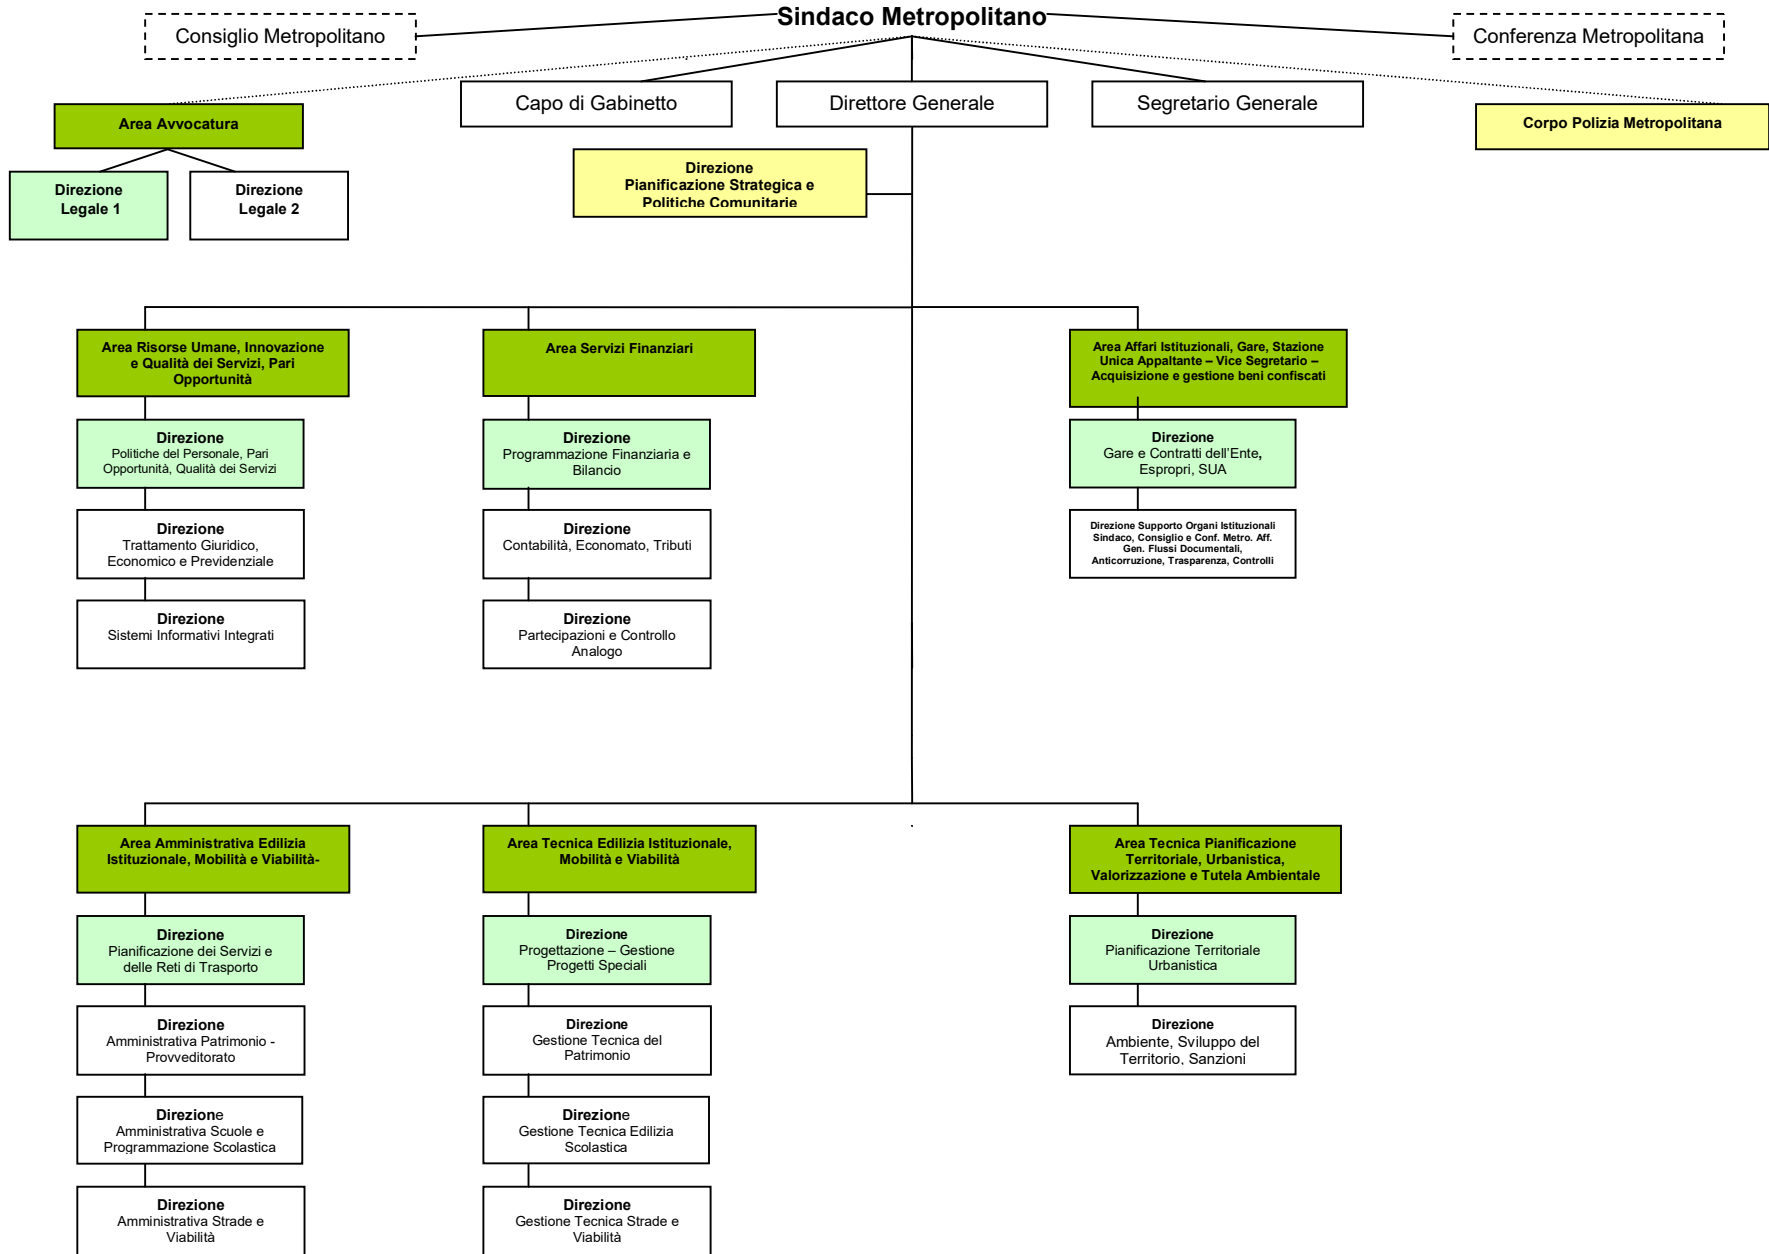 Sindaco Metropolitano
Consiglio Metropolitano
Conferenza Metropolitana
Capo di Gabinetto
Direttore Generale
Segretario Generale
Area Avvocatura
Corpo Polizia Metropolitana
Direzione
Legale 1
Direzione
Legale 2
Direzione
Pianificazione Strategica e
Politiche Comunitarie
Area Risorse Umane, Innovazione
e Qualità dei Servizi, Pari
Opportunità
Area Servizi Finanziari
Area Affari Istituzionali, Gare, Stazione
Unica Appaltante – Vice Segretario –
Acquisizione e gestione beni confiscati
Direzione
Politiche del Personale, Pari
Opportunità, Qualità dei Servizi
Direzione
Programmazione Finanziaria e
Bilancio
Direzione
Gare e Contratti dell'Ente,
Espropri, SUA
Direzione
Trattamento Giuridico,
Economico e Previdenziale
Direzione
Contabilità, Economato, Tributi
Direzione Supporto Organi Istituzionali
Sindaco, Consiglio e Conf. Metro. Aff.
Gen. Flussi Documentali,
Anticorruzione, Trasparenza, Controlli
Direzione
Sistemi Informativi Integrati
Direzione
Partecipazioni e Controllo
Analogo
Area Amministrativa Edilizia
Istituzionale, Mobilità e Viabilità-
Area Tecnica Edilizia Istituzionale,
Mobilità e Viabilità
Area Tecnica Pianificazione
Territoriale, Urbanistica,
Valorizzazione e Tutela Ambientale
Direzione
Pianificazione dei Servizi e
delle Reti di Trasporto
Direzione
Progettazione – Gestione
Progetti Speciali
Direzione
Pianificazione Territoriale
Urbanistica
Direzione
Amministrativa Patrimonio -
Provveditorato
Direzione
Gestione Tecnica del
Patrimonio
Direzione
Ambiente, Sviluppo del
Territorio, Sanzioni
Direzione
Amministrativa Scuole e
Programmazione Scolastica
Direzione
Gestione Tecnica Edilizia
Scolastica
Direzione
Amministrativa Strade e
Viabilità
Direzione
Gestione Tecnica Strade e
Viabilità